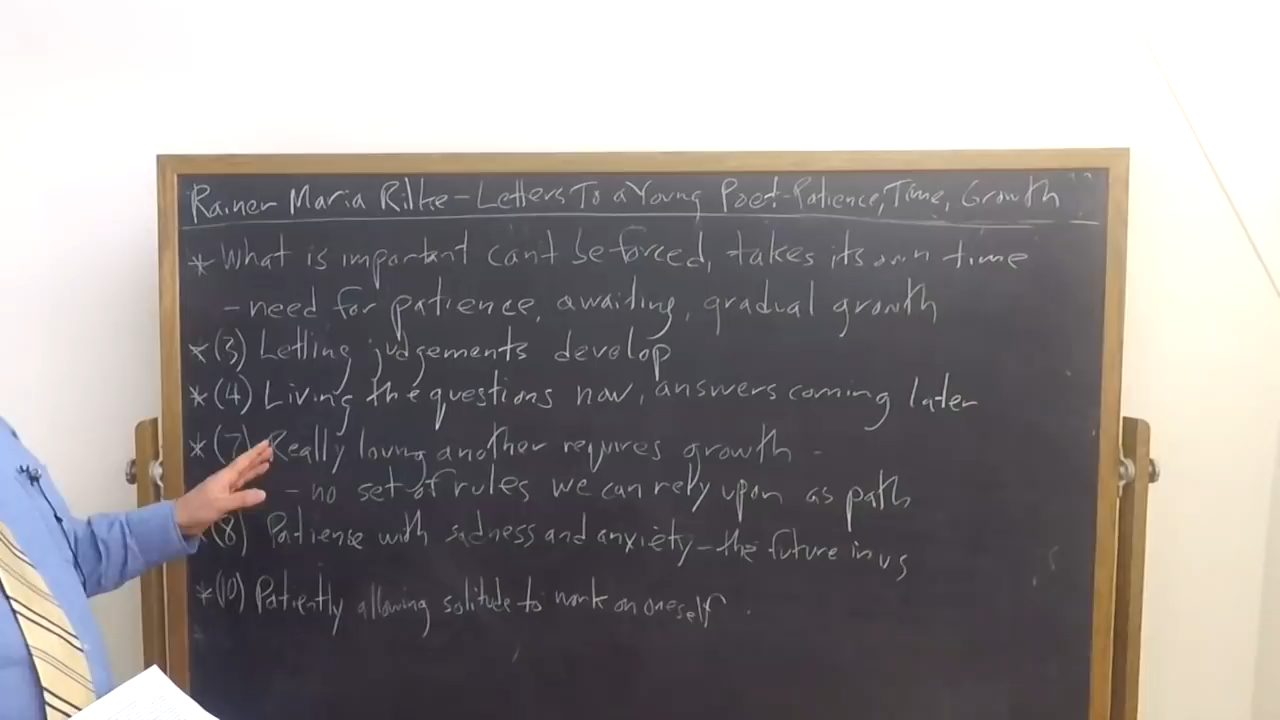 Rainer Maria Rilke - Letters To a Young Poet - Patience, Time, Growth
* What is important can't be forced, takes its own time
- need for patience, awaiting, gradual growth
* (3) Letting judgements develop
* (4) Living the questions now, answers coming later
* (7) Really loving another requires growth -
- no set of rules we can rely upon as path
* (8) Patiense with sadness and anxiety - the future in us
* (10) Patiently allowing solitude to work on oneself.